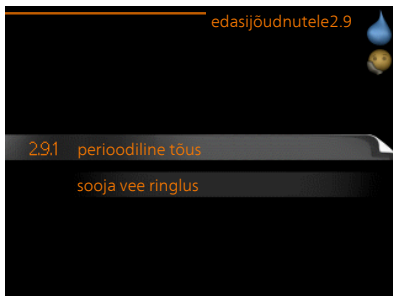 edasijõudnutele2.9
2.9.1 perioodiline tõus
sooja vee ringlus